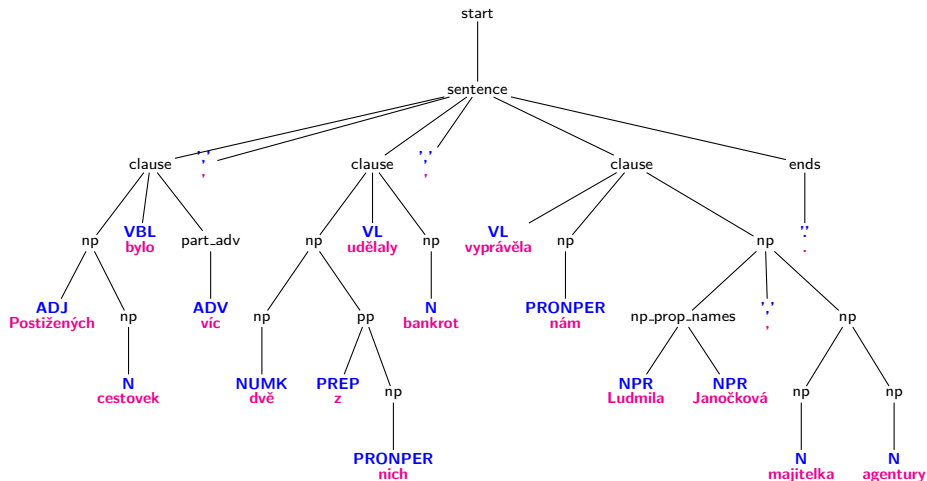 start
sentence
clause ',' clause ',' clause ends
, ,
np VBL part_adv np VL np VL np np '.'
bylo udělaly vyprávěla .
ADJ np ADV np pp N PRONPER np_prop_names ',' np
Postižených víc bankrot nám ,
N NUMK PREP np NPR NPR np np
cestovek dvě z Ludmila Janočková
PRONPER N N
nich majitelka agentury